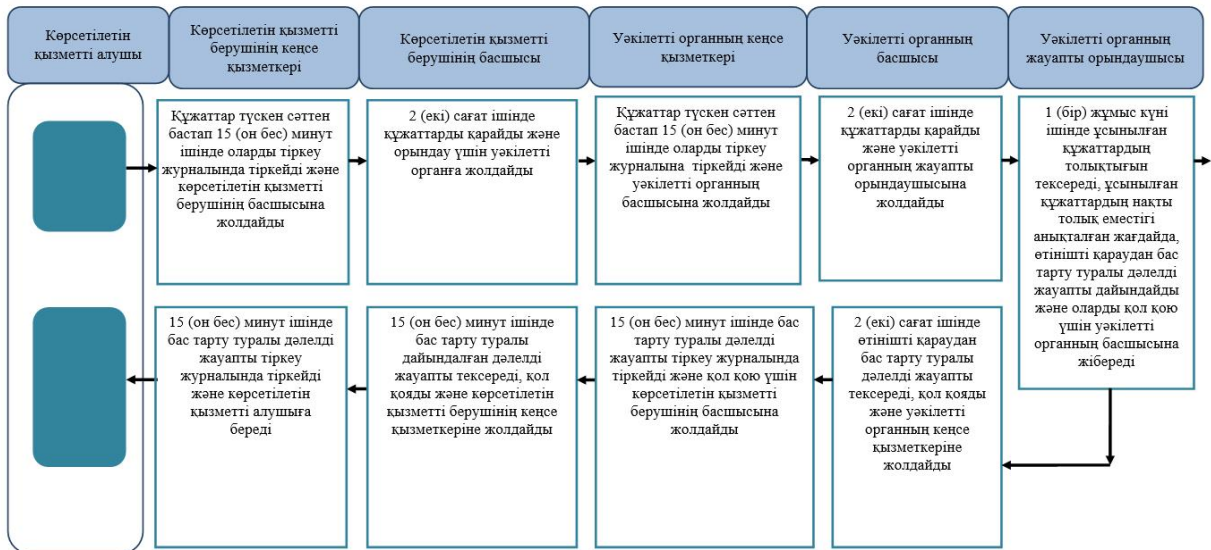 Көрсетілетін
қызметті алушы
Көрсетілетін қызметті
берушінің кеңсе
қызметкері
Көрсетілетін қызметті
берушінің басшысы
Уәкілетті органның кеңсе
қызметкері
Уәкілетті органның
басшысы
Уәкілетті органның
жауапты орындаушысы
Құжаттар түскен сәттен
бастап 15 (он бес) минут
ішінде оларды тіркеу
журналында тіркейді және
көрсетілетін қызметті
берушінің басшысына
жолдайды
2 (екі) сағат ішінде
құжаттарды қарайды және
орындау үшін уәкілетті
органға жолдайды
Құжаттар түскен сәттен
бастап 15 (он бес) минут
ішінде оларды тіркеу
журналына тіркейді және
уәкілетті органның
басшысына жолдайды
2 (екі) сағат ішінде
құжаттарды қарайды
және уәкілетті
органның жауапты
орындаушысына
жолдайды
1 (бір) жұмыс күні
ішінде ұсынылған
құжаттардың
толықтығын
тексереді, ұсынылған
құжаттардың нақты
толық еместігі
анықталған жағдайда,
өтінішті қараудан бас
тарту туралы дәлелді
жауапты дайындайды
және оларды қол қою
үшін уәкілетті
органның басшысына
жібереді
15 (он бес) минут ішінде
бас тарту туралы дәлелді
жауапты тіркеу
журналында тіркейді
және көрсетілетін
қызметті алушыға
береді
15 (он бес) минут ішінде
бас тарту туралы
дайындалған дәлелді
жауапты тексереді, қол
қояды және көрсетілетін
қызметті берушінің кеңсе
қызметкеріне жолдайды
15 (он бес) минут ішінде бас
тарту туралы дәлелді
жауапты тіркеу журналында
тіркейді және қол қою үшін
көрсетілетін қызметті
берушінің басшысына
жолдайды
2 (екі) сағат ішінде
өтінішті қараудан
бас тарту туралы
дәлелді жауапты
тексереді, қол қояды
және уәкілетті
органның кеңсе
қызметкеріне
жолдайды